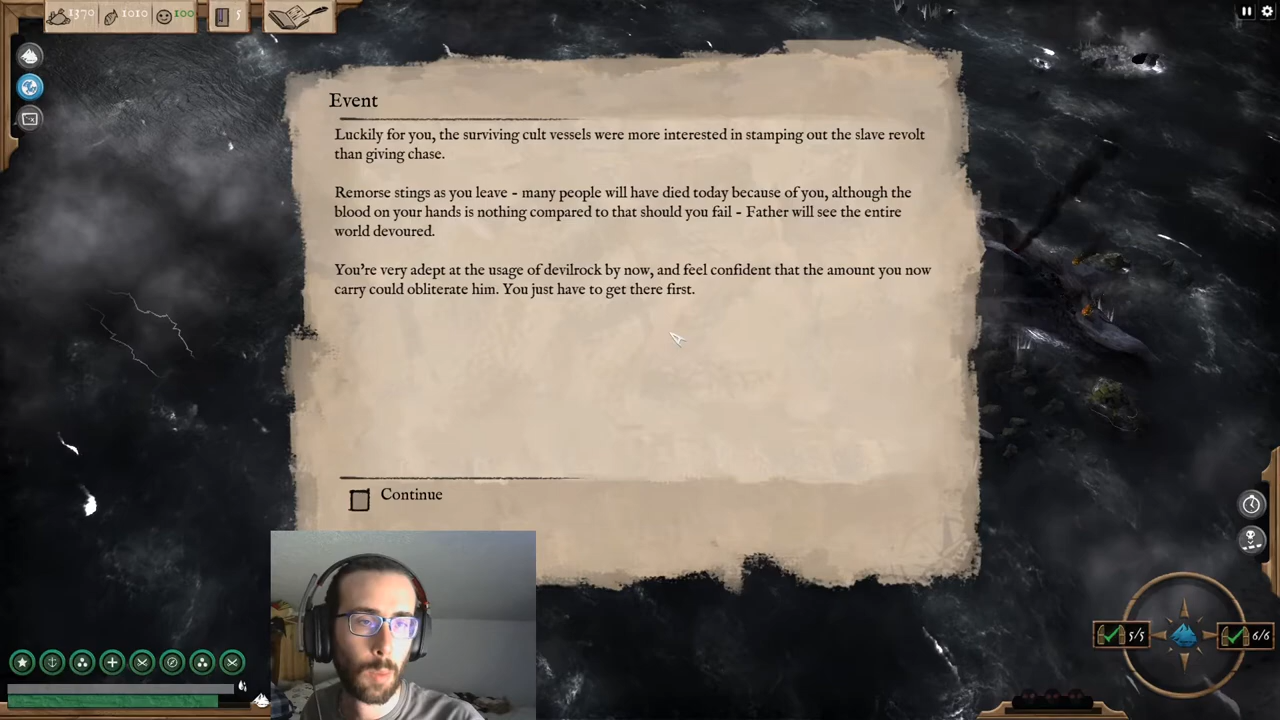 1370 1010 100 5
Event
Luckily for you, the surviving cult vessels were more interested in stamping out the slave revolt
than giving chase.
Remorse stings as you leave - many people will have died today because of you, although the
blood on your hands is nothing compared to that should you fail - Father will see the entire
world devoured.
You're very adept at the usage of devilrock by now, and feel confident that the amount you now
carry could obliterate him. You just have to get there first.
Continue
5/5 6/6